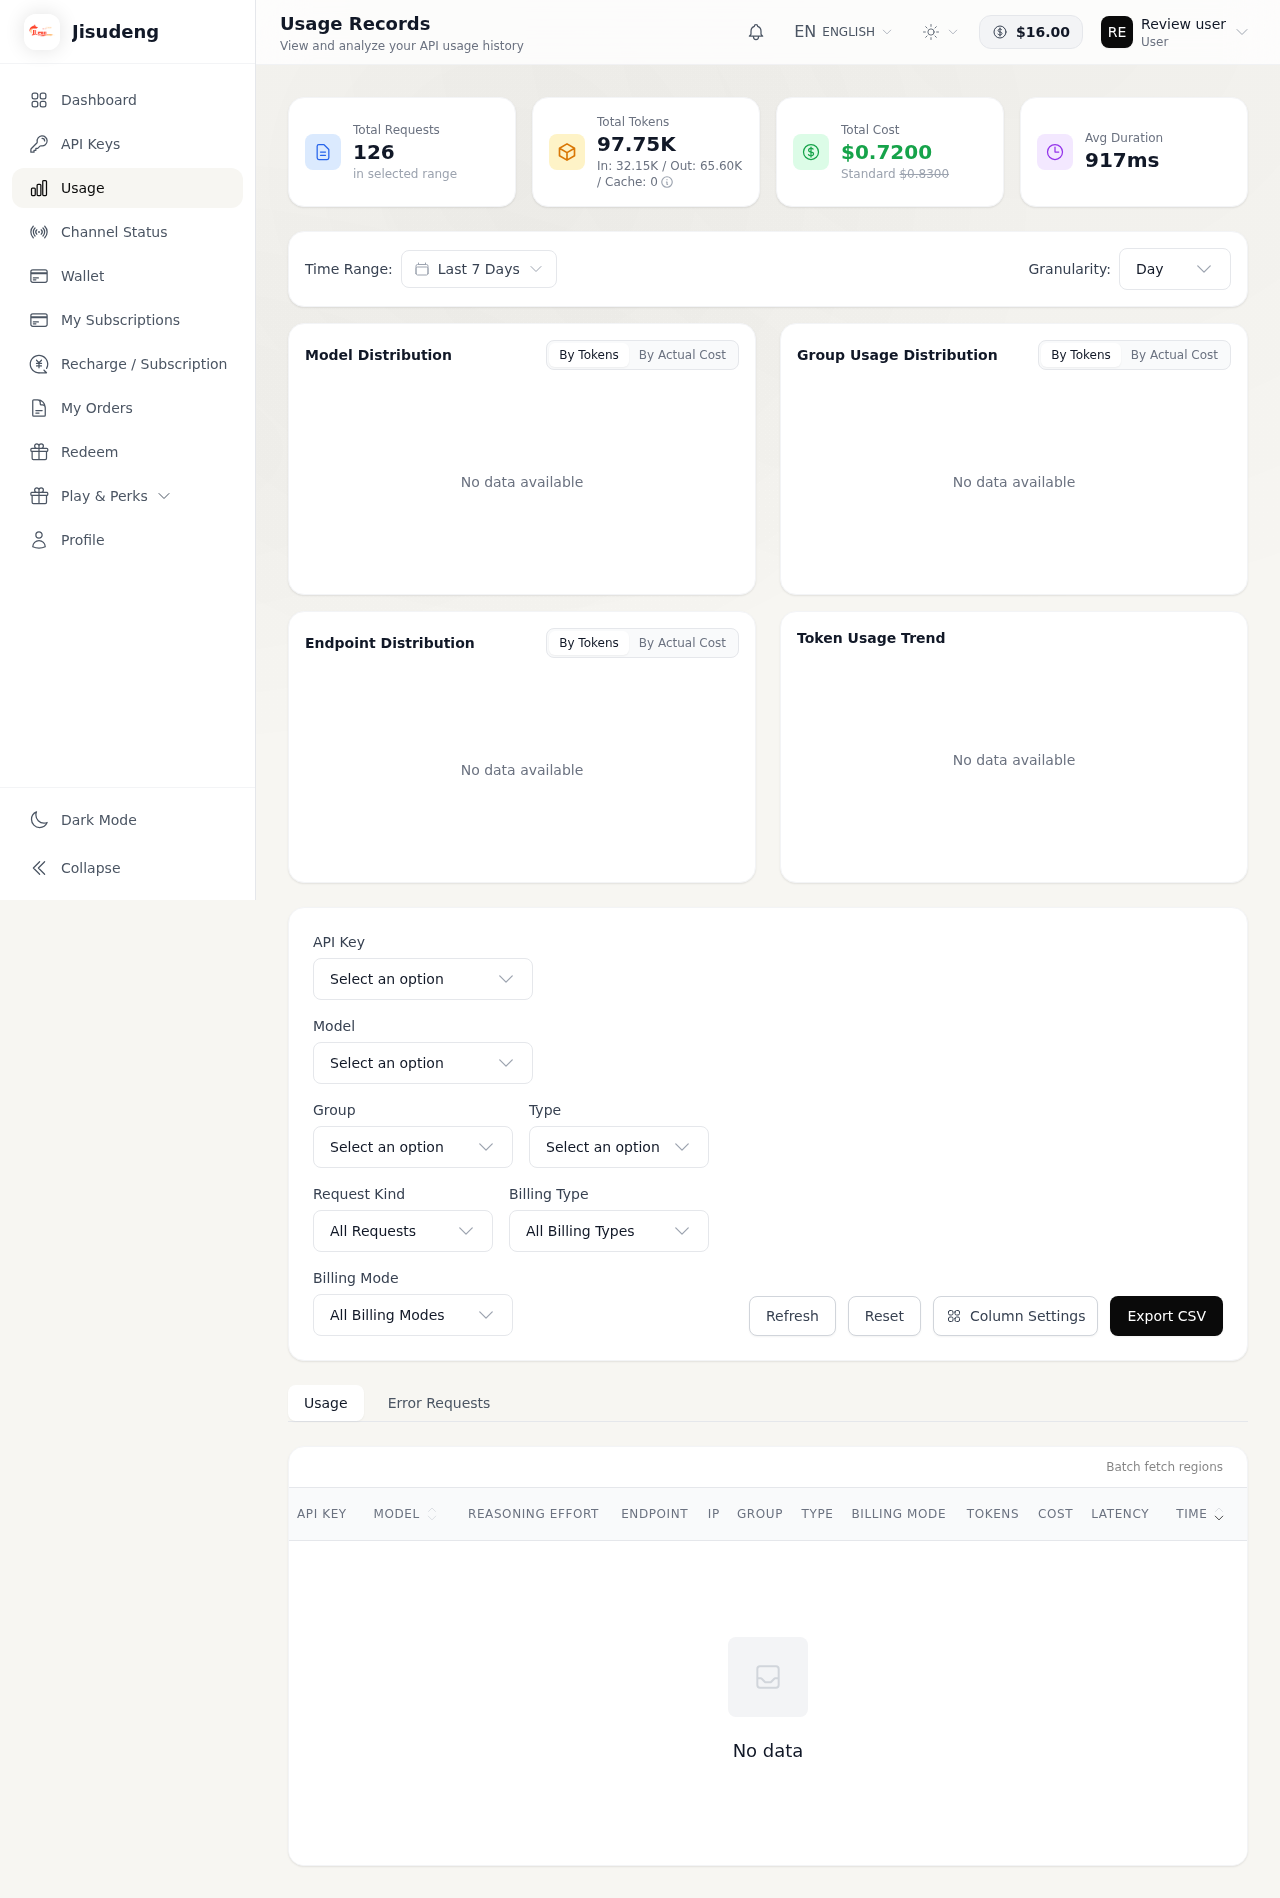 Jisudeng
Dashboard
API Keys
Usage
Channel Status
Wallet
My Subscriptions
Recharge / Subscription
My Orders
Redeem
Play & Perks
Profile
Dark Mode
Collapse
Usage Records
View and analyze your API usage history
EN ENGLISH
$16.00
RE
Review user
User
Total Requests
126
in selected range
Total Tokens
97.75K
In: 32.15K / Out: 65.60K
/ Cache: 0
Total Cost
$0.7200
Standard $0.8300
Avg Duration
917ms
Time Range: Last 7 Days
Granularity: Day
Model Distribution
By Tokens By Actual Cost
No data available
Group Usage Distribution
By Tokens By Actual Cost
No data available
Endpoint Distribution
By Tokens By Actual Cost
No data available
Token Usage Trend
No data available
API Key
Select an option
Model
Select an option
Group Type
Select an option Select an option
Request Kind Billing Type
All Requests All Billing Types
Billing Mode
All Billing Modes
Refresh Reset Column Settings Export CSV
Usage Error Requests
Batch fetch regions
API KEY MODEL REASONING EFFORT ENDPOINT IP GROUP TYPE BILLING MODE TOKENS COST LATENCY TIME
No data